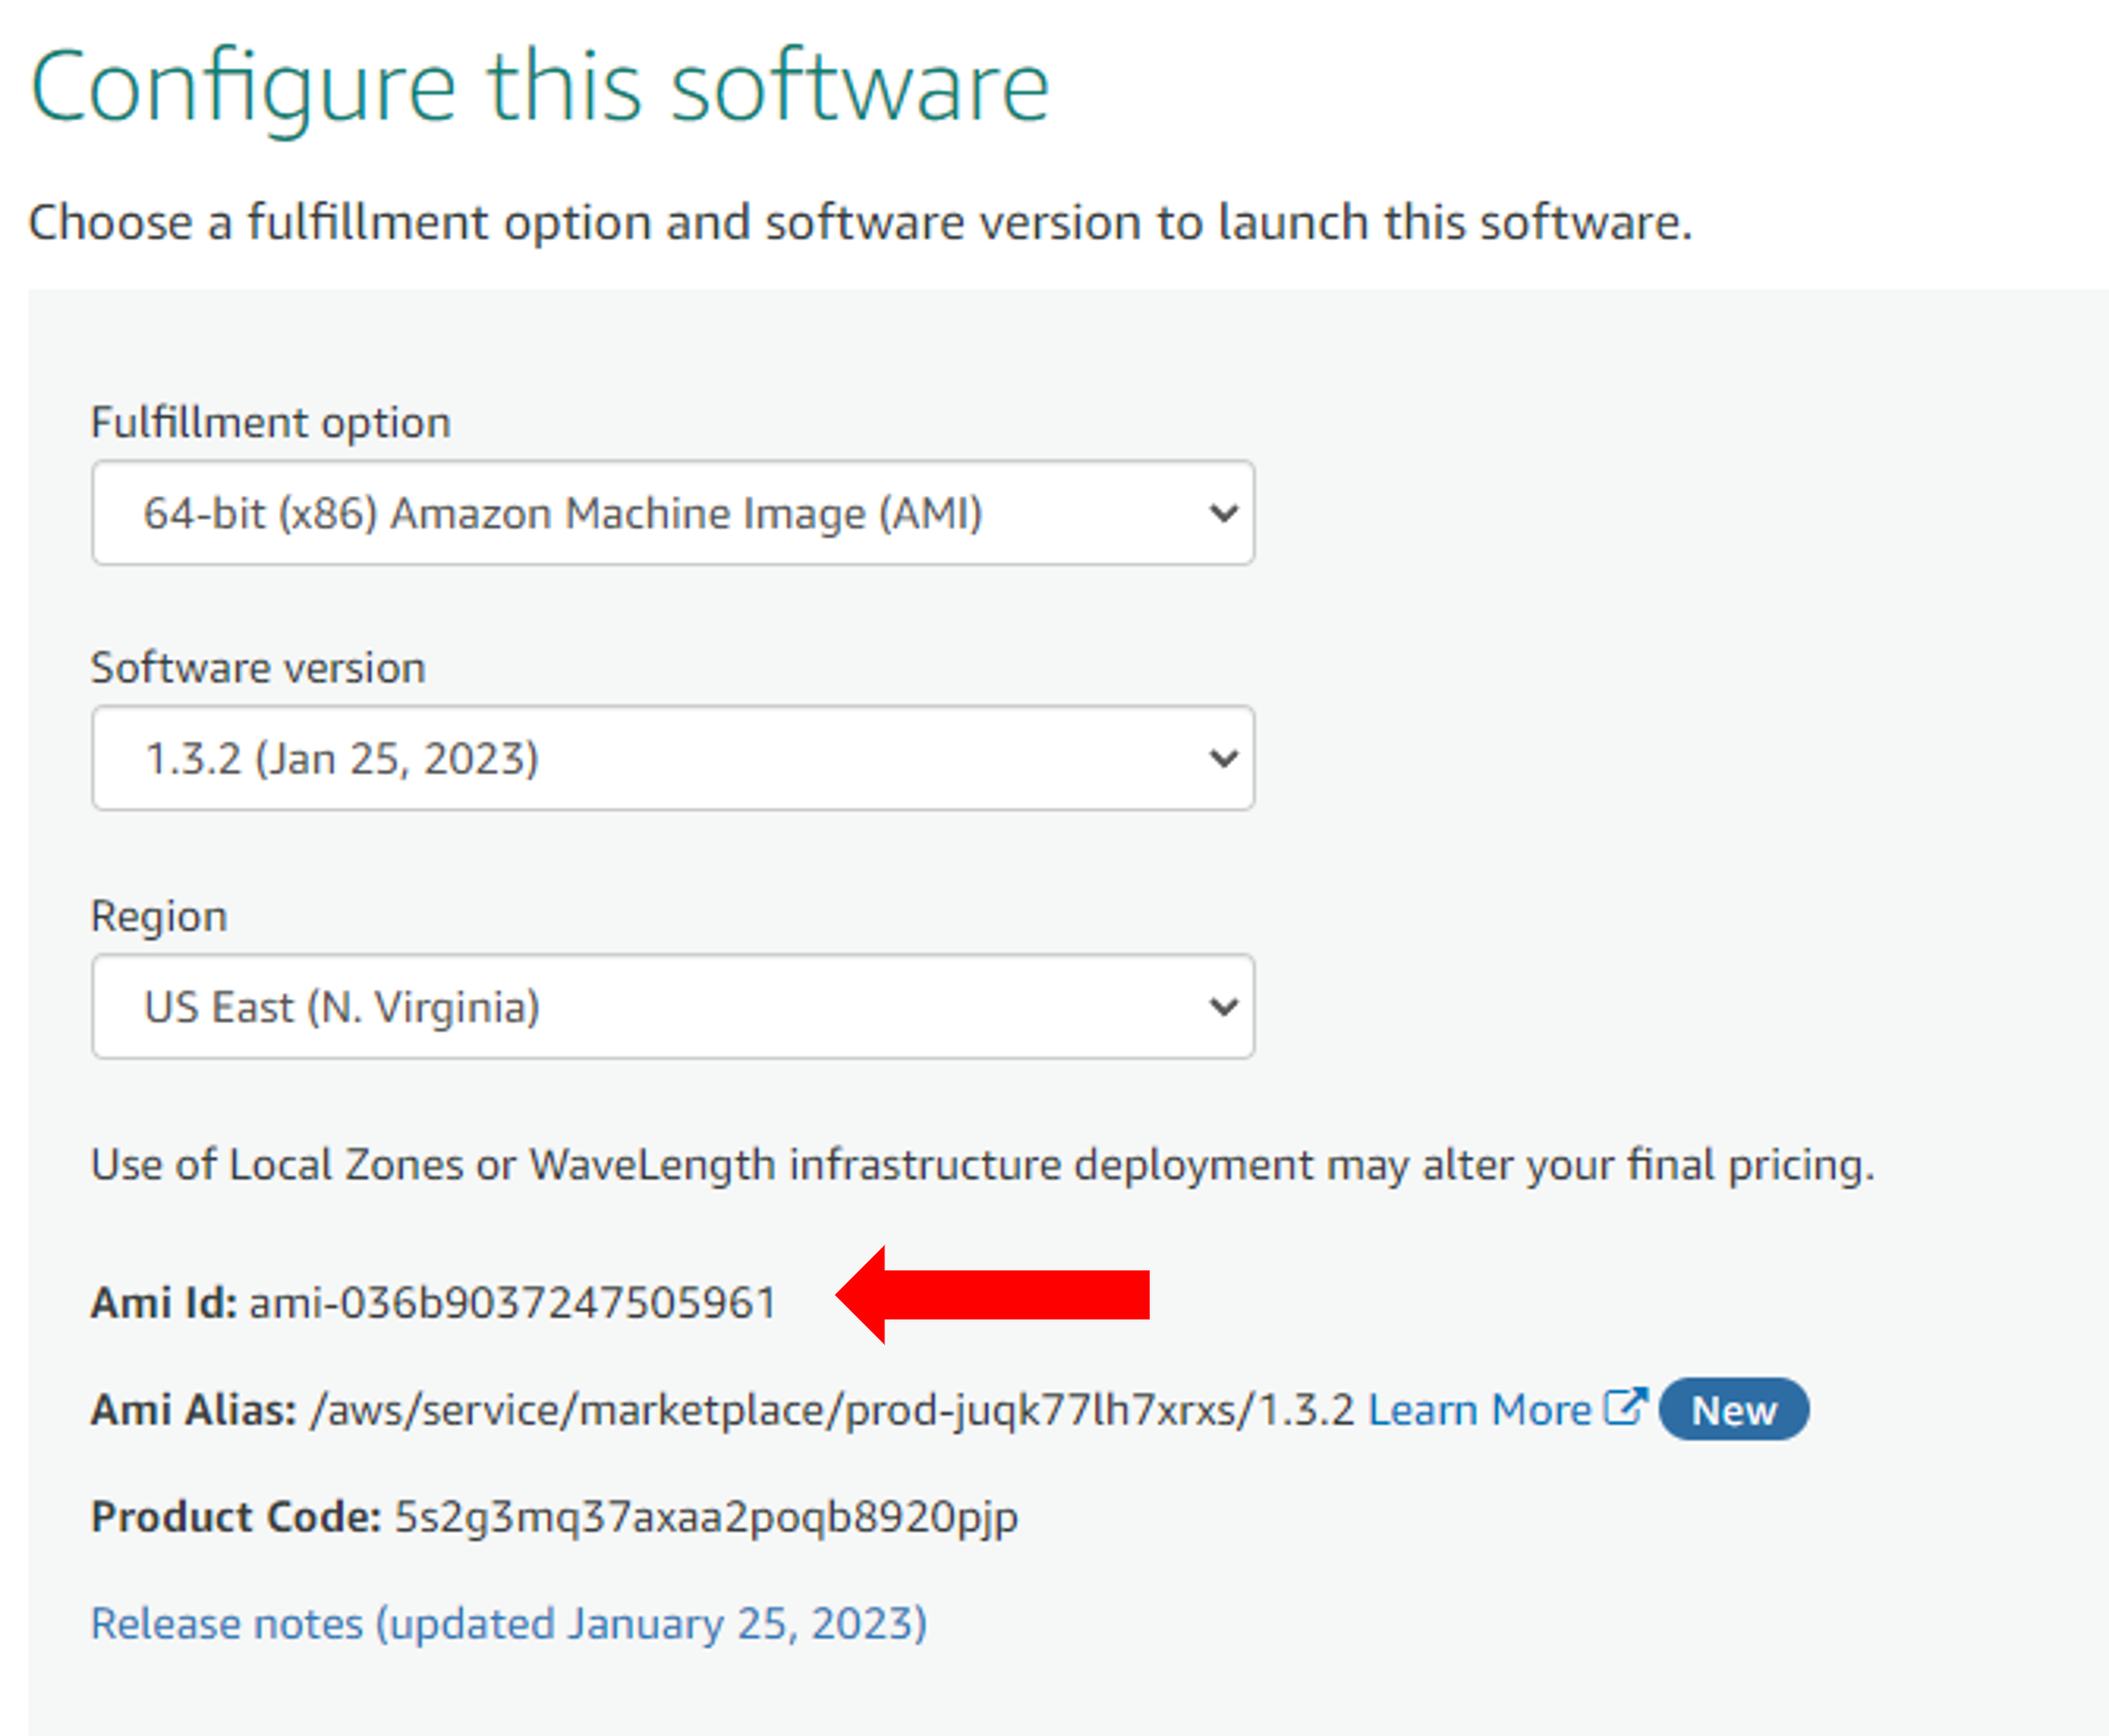 Configure this software
Choose a fulfillment option and software version to launch this software.
Fulfillment option
64-bit (x86) Amazon Machine Image (AMI)
Software version
1.3.2 (Jan 25, 2023)
Region
US East (N. Virginia)
Use of Local Zones or WaveLength infrastructure deployment may alter your final pricing.
Ami Id: ami-036b9037247505961
Ami Alias: /aws/service/marketplace/prod-juqk77lh7xrxs/1.3.2 Learn More New
Product Code: 5s2g3mq37axaa2poqb8920pjp
Release notes (updated January 25, 2023)